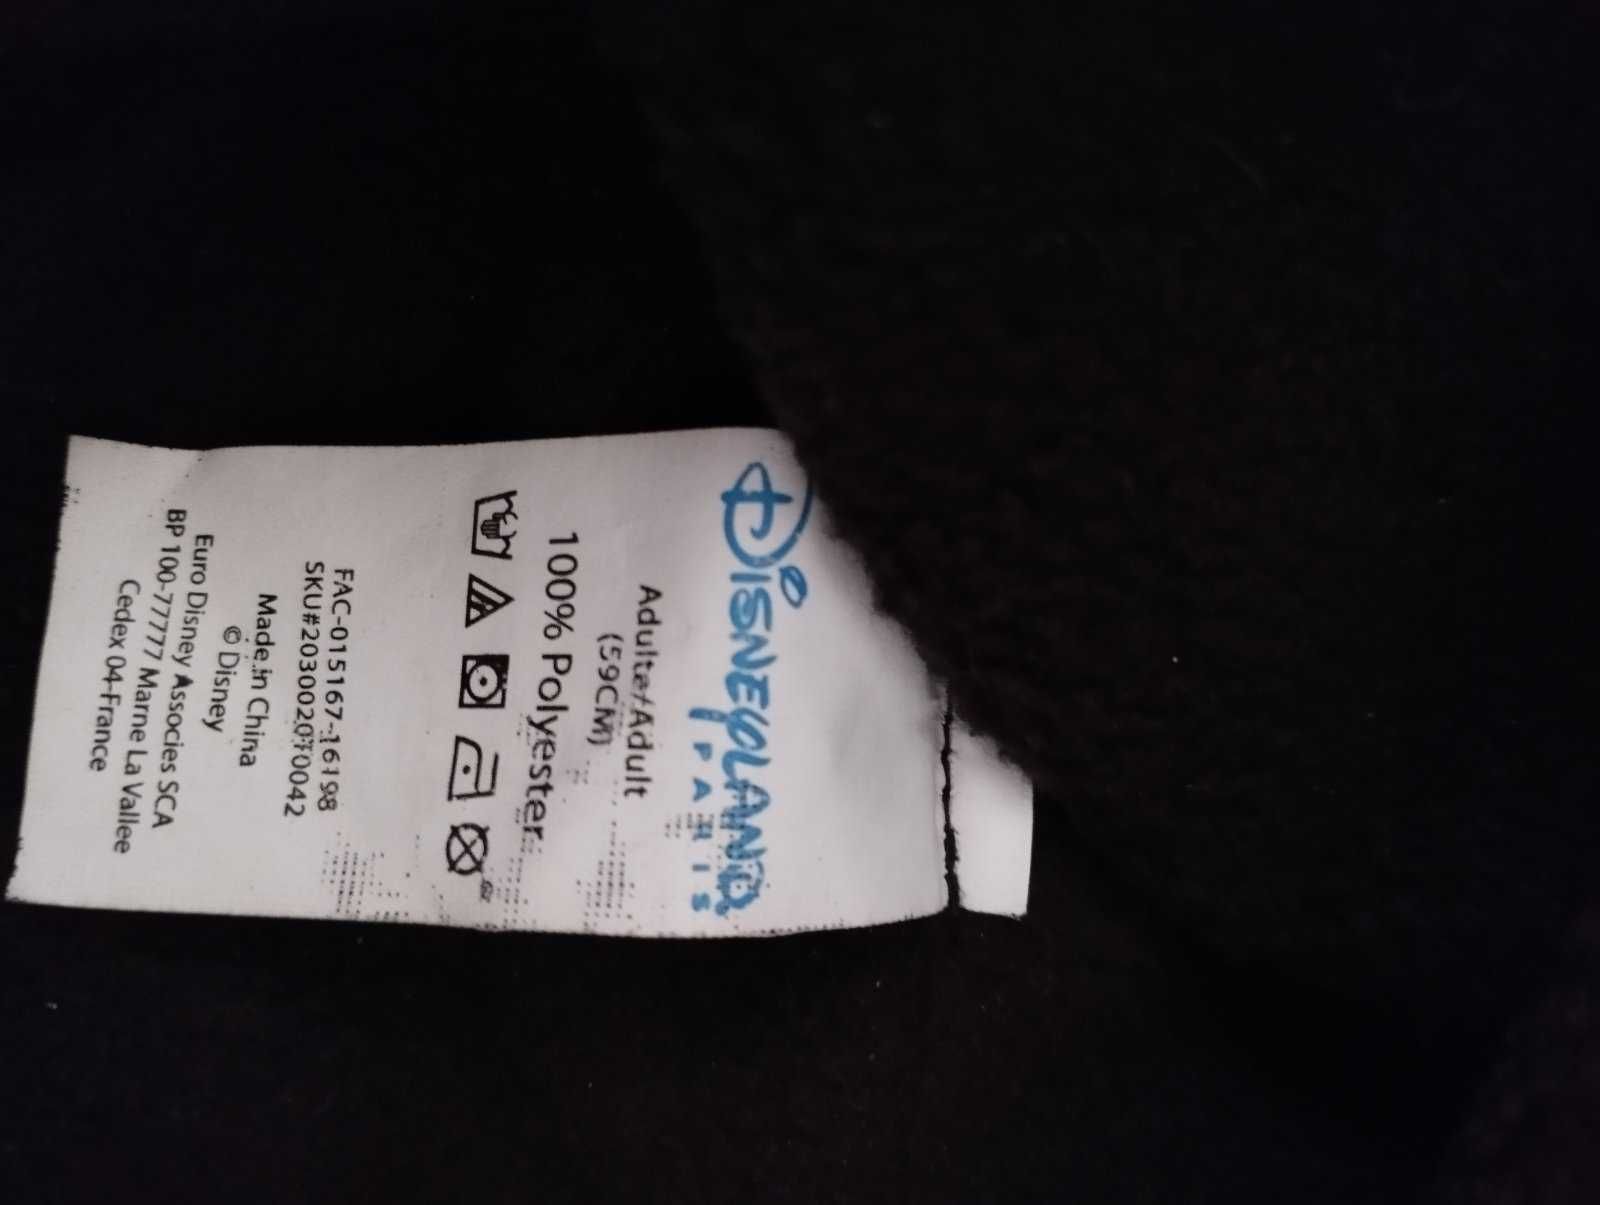 DISNEYLAND
PARIS
Adulte/Adult
(59CM)
100% Polyester
FAC-015167-16198
SKU#2030020770042
Made in China
© Disney
Euro Disney Associes SCA
BP 100-77777 Marne La Vallee
Cedex 04-France